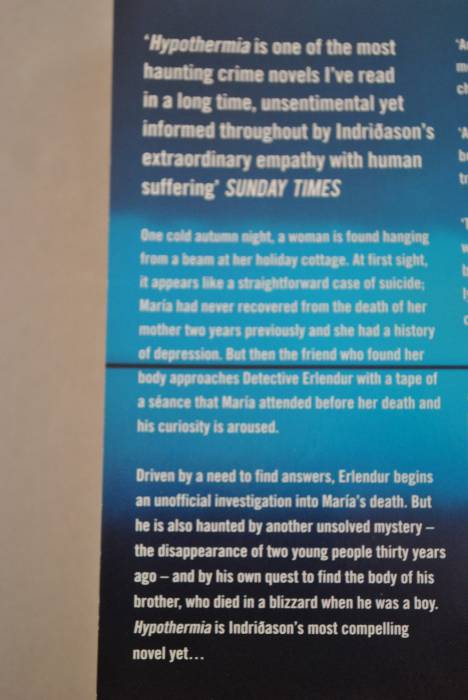 'Hypothermia is one of the most
haunting crime novels I've read
in a long time, unsentimental yet
informed throughout by Indriðason's
extraordinary empathy with human
suffering' SUNDAY TIMES
One cold autumn night, a woman is found hanging
from a beam at her holiday cottage. At first sight,
it appears like a straightforward case of suicide;
María had never recovered from the death of her
mother two years previously and she had a history
of depression. But then the friend who found her
body approaches Detective Erlendur with a tape of
a séance that María attended before her death and
his curiosity is aroused.
Driven by a need to find answers, Erlendur begins
an unofficial investigation into María's death. But
he is also haunted by another unsolved mystery –
the disappearance of two young people thirty years
ago – and by his own quest to find the body of his
brother, who died in a blizzard when he was a boy.
Hypothermia is Indriðason's most compelling
novel yet...